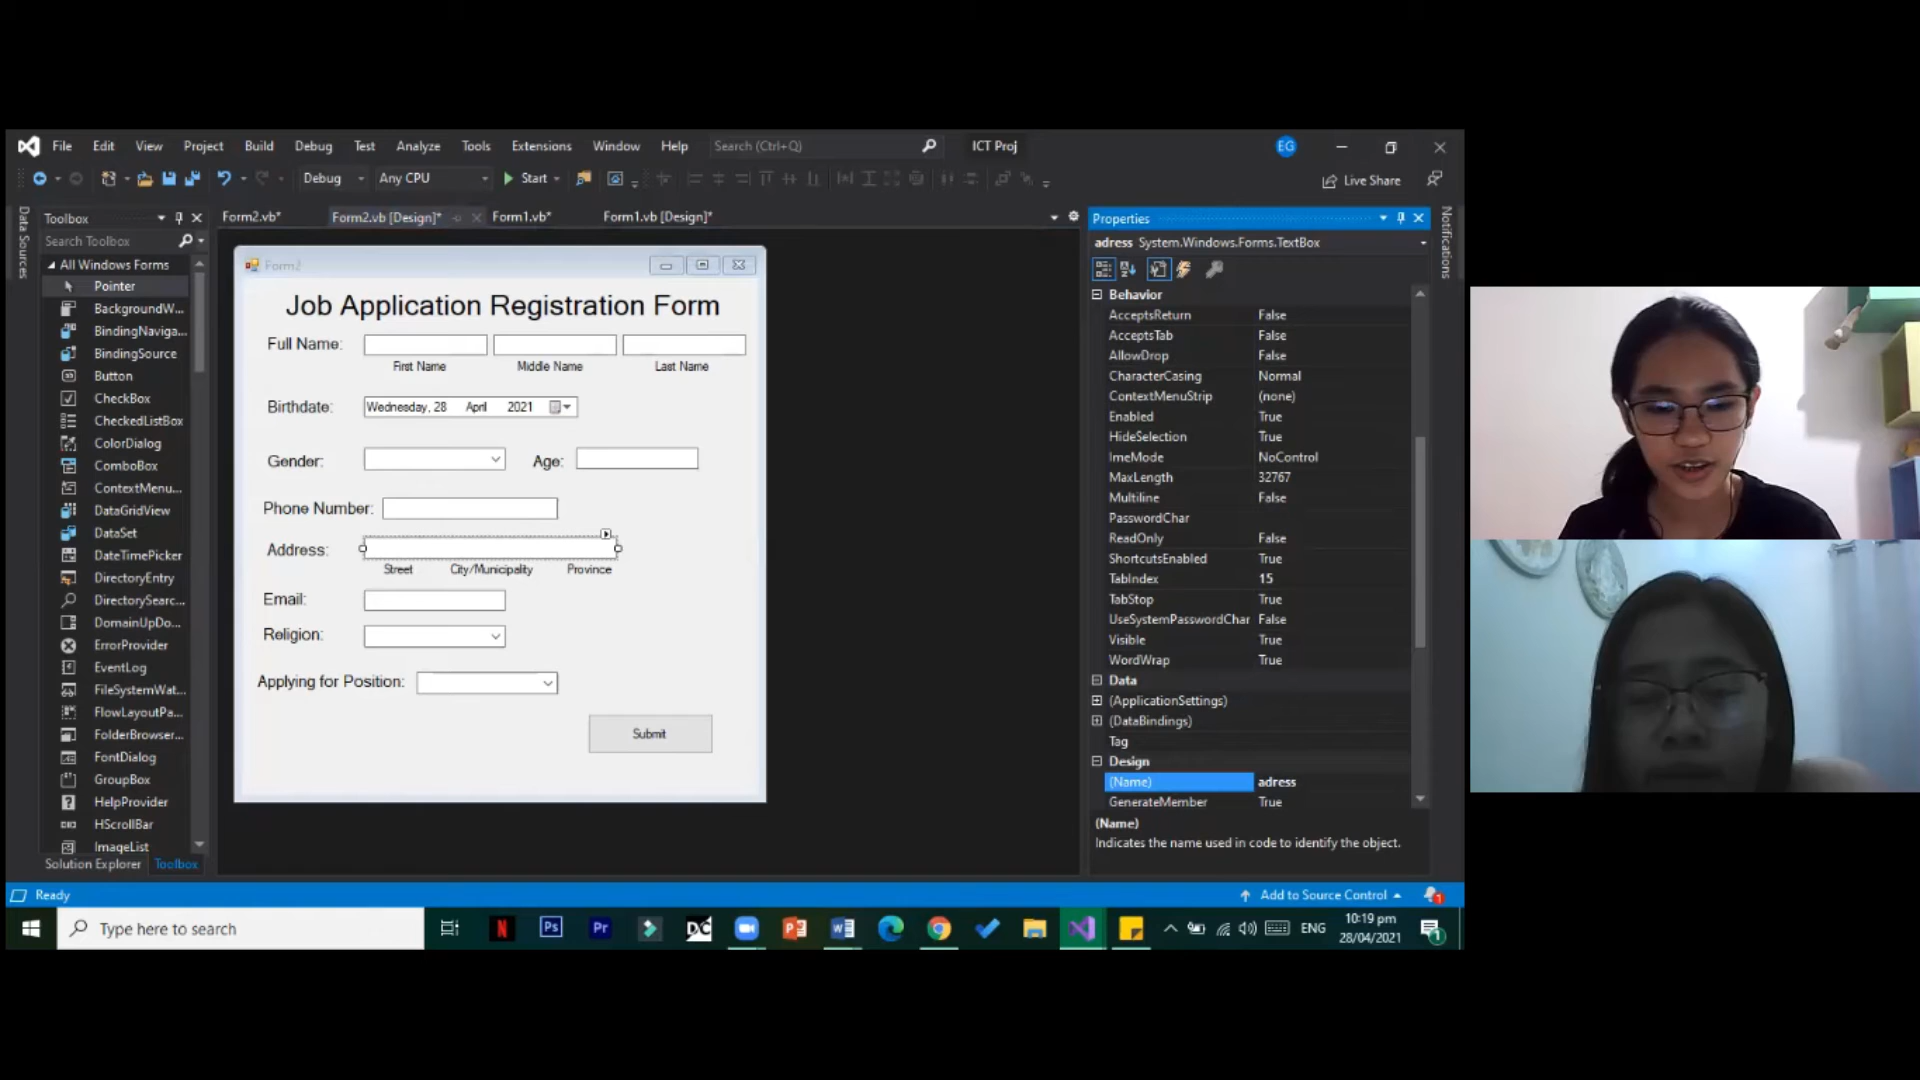 File Edit View Project Build Debug Test Analyze Tools Extensions Window Help Search (Ctrl+Q) ICT Proj EG
Debug Any CPU Start Live Share
Data Sources
Toolbox
Search Toolbox
All Windows Forms
Pointer
BackgroundW...
BindingNaviga...
BindingSource
Button
CheckBox
CheckedListBox
ColorDialog
ComboBox
ContextMenu...
DataGridView
DataSet
DateTimePicker
DirectoryEntry
DirectorySearc...
DomainUpDo...
ErrorProvider
EventLog
FileSystemWat...
FlowLayoutPa...
FolderBrowser...
FontDialog
GroupBox
HelpProvider
HScrollBar
ImageList
Solution Explorer Toolbox
Form2.vb* Form2.vb [Design]* Form1.vb* Form1.vb [Design]*
Form2
Job Application Registration Form
Full Name:
First Name Middle Name Last Name
Birthdate: Wednesday, 28 April 2021
Gender: Age:
Phone Number:
Address:
Street City/Municipality Province
Email:
Religion:
Applying for Position:
Submit
Properties
adress System.Windows.Forms.TextBox
Behavior
AcceptsReturn False
AcceptsTab False
AllowDrop False
CharacterCasing Normal
ContextMenuStrip (none)
Enabled True
HideSelection True
ImeMode NoControl
MaxLength 32767
Multiline False
PasswordChar
ReadOnly False
ShortcutsEnabled True
TabIndex 15
TabStop True
UseSystemPasswordChar False
Visible True
WordWrap True
Data
(ApplicationSettings)
(DataBindings)
Tag
Design
(Name) adress
GenerateMember True
(Name)
Indicates the name used in code to identify the object.
Notifications
Ready Add to Source Control 1
Type here to search N Ps Pr DC P W ENG 10:19 pm
28/04/2021 1